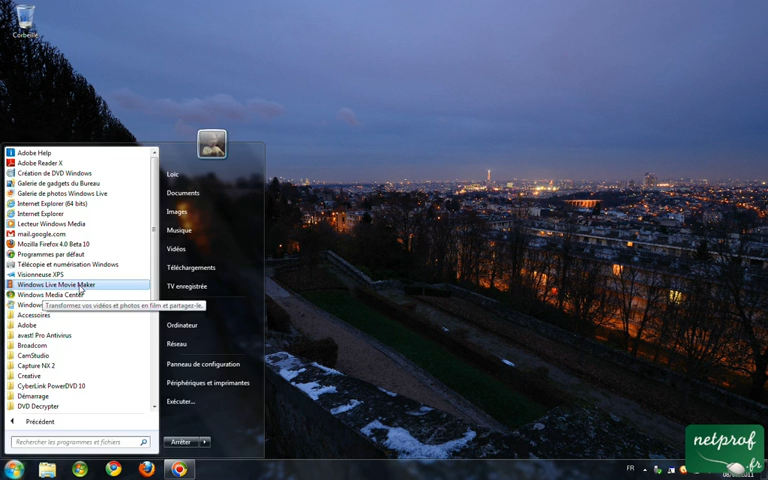 Corbeille
Adobe Help
Adobe Reader X
Création de DVD Windows
Galerie de gadgets du Bureau
Galerie de photos Windows Live
Internet Explorer (64 bits)
Internet Explorer
Lecteur Windows Media
mail.google.com
Mozilla Firefox 4.0 Beta 10
Programmes par défaut
Télécopie et numérisation Windows
Visionneuse XPS
Windows Live Movie Maker
Windows Media Center
Windows
Transformez vos vidéos et photos en film et partagez-le.
Accessoires
Adobe
avast! Pro Antivirus
Broadcom
CamStudio
Capture NX 2
Creative
CyberLink PowerDVD 10
Démarrage
DVD Decrypter
Précédent
Rechercher les programmes et fichiers
Loïc
Documents
Images
Musique
Vidéos
Téléchargements
TV enregistrée
Ordinateur
Réseau
Panneau de configuration
Périphériques et imprimantes
Exécuter...
Arrêter
FR
netprof
.fr